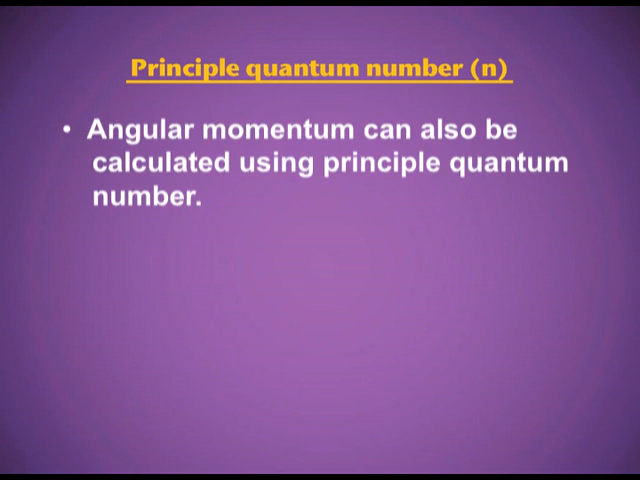 Principle quantum number (n)
• Angular momentum can also be
calculated using principle quantum
number.